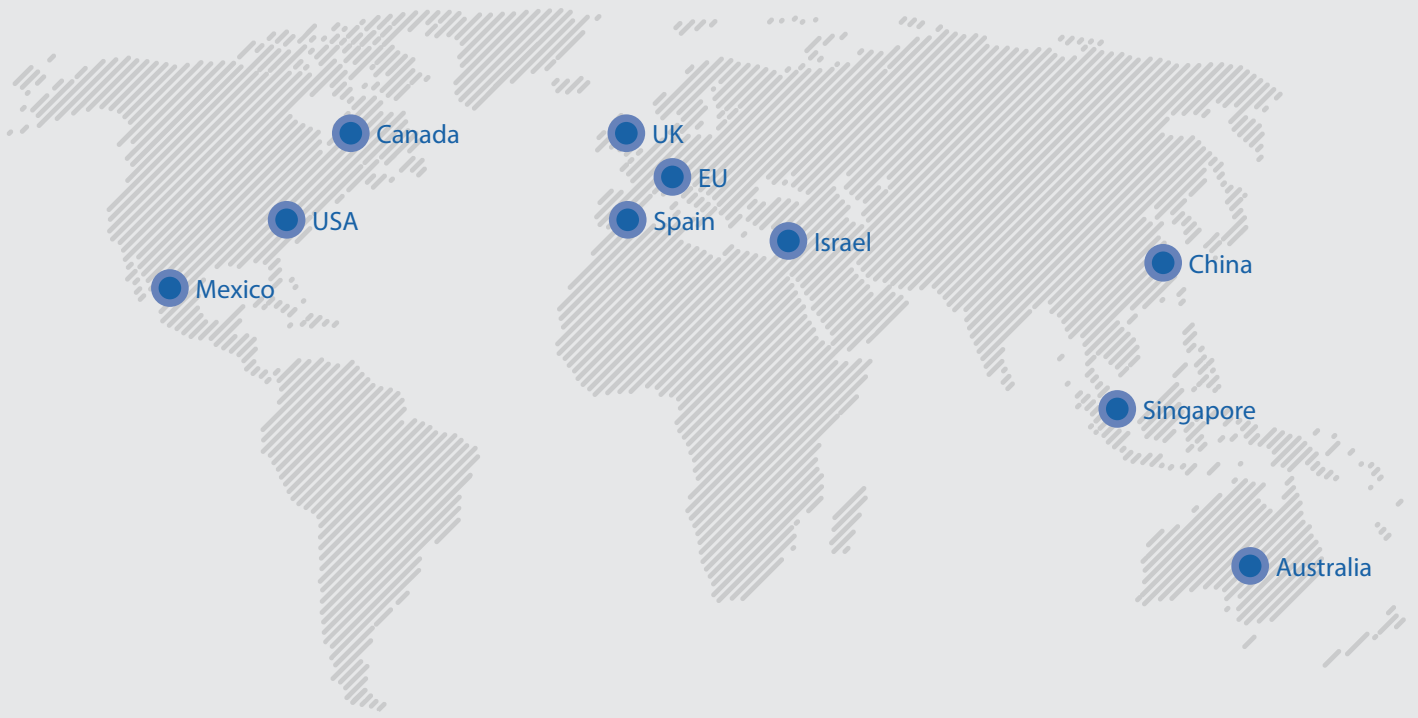 Canada
UK
EU
USA
Spain
Israel
China
Mexico
Singapore
Australia